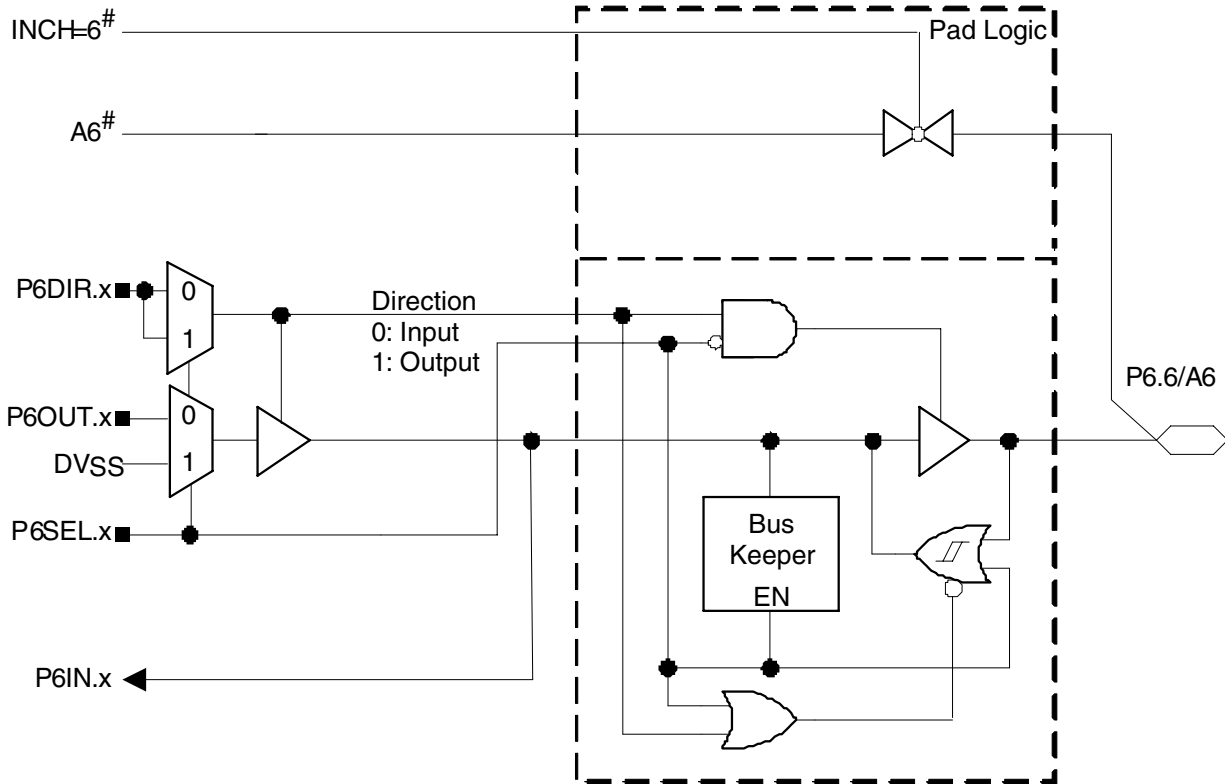 INCH=6#
Pad Logic
A6#
P6DIR.x
0
1
Direction
0: Input
1: Output
P6.6/A6
P6OUT.x
0
DVSS
1
P6SEL.x
Bus
Keeper
EN
P6IN.x